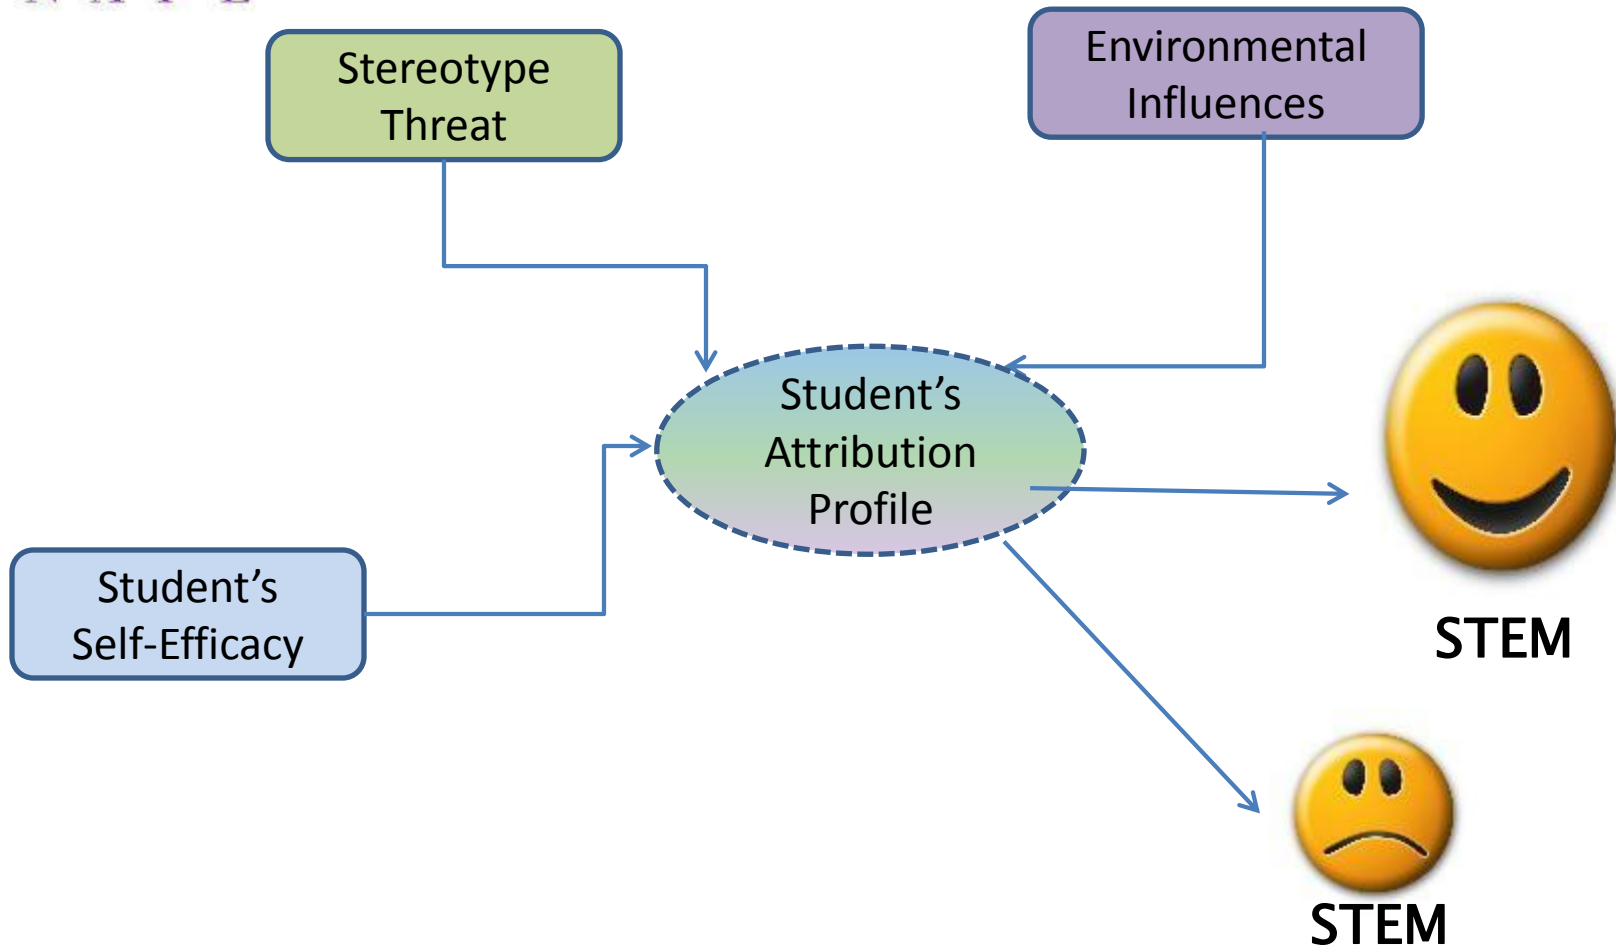 Stereotype
Threat
Environmental
Influences
Student’s
Attribution
Profile
Student’s
Self-Efficacy
STEM
STEM